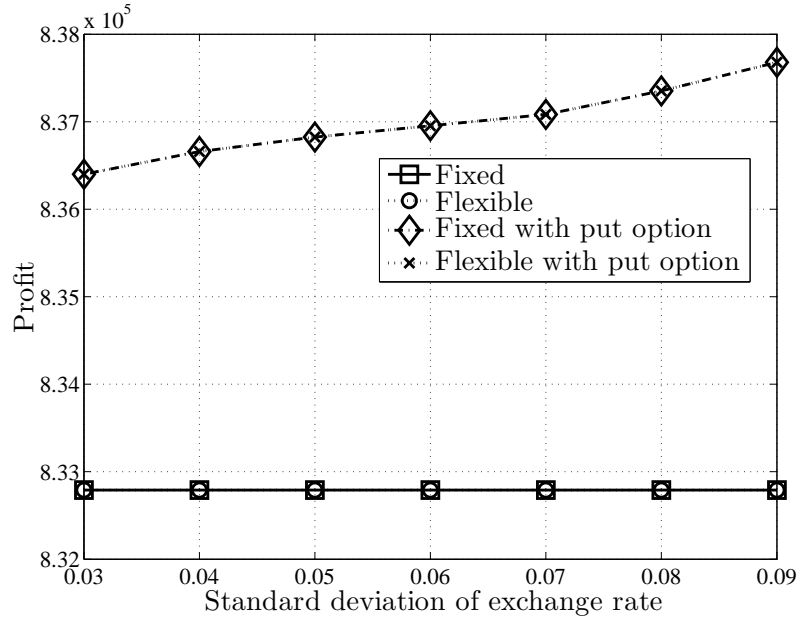 x 10^5
8.38
8.37
8.36
8.35
8.34
8.33
8.32
Profit
Fixed
Flexible
Fixed with put option
Flexible with put option
0.03 0.04 0.05 0.06 0.07 0.08 0.09
Standard deviation of exchange rate